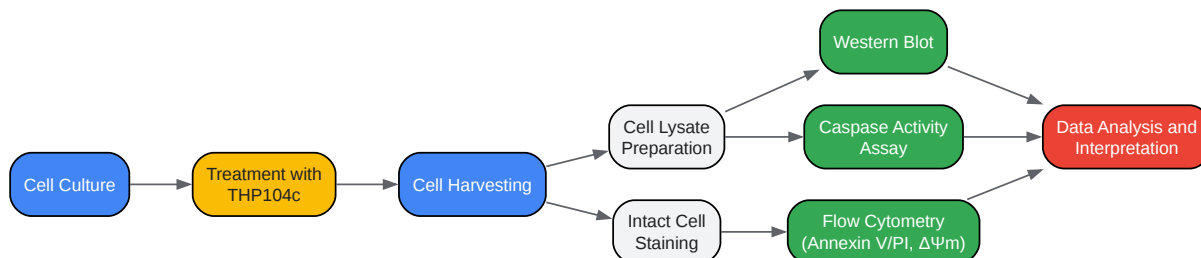 Cell Culture
Treatment with
THP104c
Cell Harvesting
Cell Lysate
Preparation
Intact Cell
Staining
Western Blot
Caspase Activity
Assay
Flow Cytometry
(Annexin V/PI, ΔΨm)
Data Analysis and
Interpretation